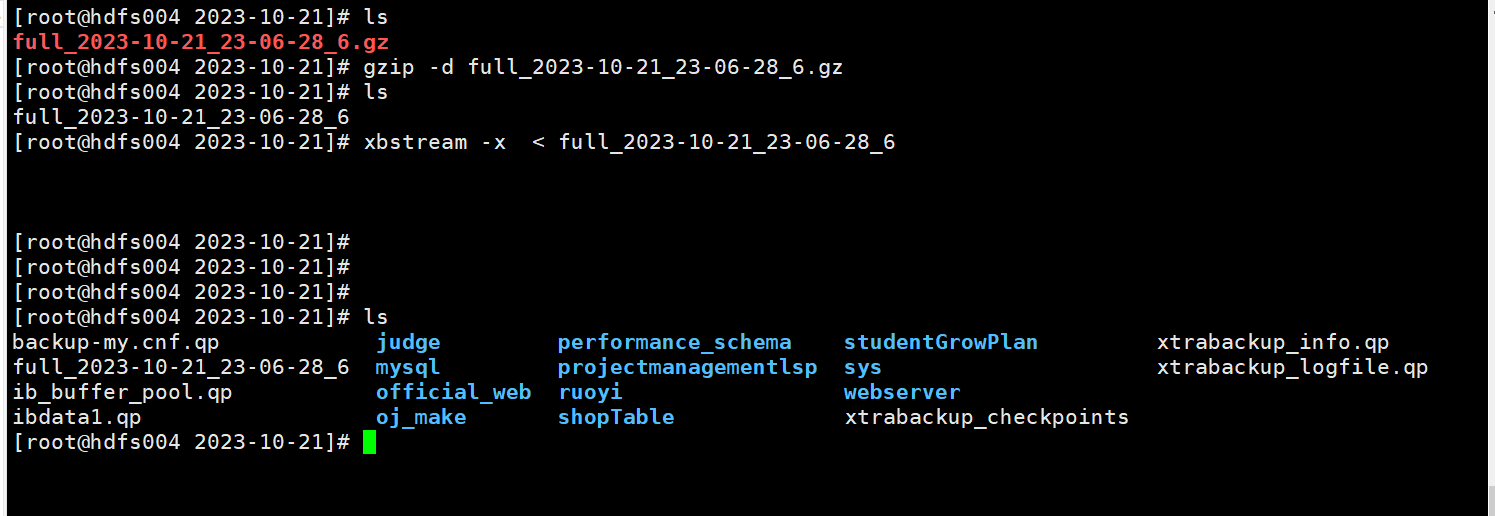 [root@hdfs004 2023-10-21]# ls
full_2023-10-21_23-06-28_6.gz
[root@hdfs004 2023-10-21]# gzip -d full_2023-10-21_23-06-28_6.gz
[root@hdfs004 2023-10-21]# ls
full_2023-10-21_23-06-28_6
[root@hdfs004 2023-10-21]# xbstream -x  < full_2023-10-21_23-06-28_6
[root@hdfs004 2023-10-21]#
[root@hdfs004 2023-10-21]#
[root@hdfs004 2023-10-21]#
[root@hdfs004 2023-10-21]# ls
backup-my.cnf.qp            judge         performance_schema    studentGrowPlan         xtrabackup_info.qp
full_2023-10-21_23-06-28_6  mysql         projectmanagementlsp  sys                     xtrabackup_logfile.qp
ib_buffer_pool.qp           official_web  ruoyi                 webserver
ibdata1.qp                  oj_make       shopTable             xtrabackup_checkpoints
[root@hdfs004 2023-10-21]#